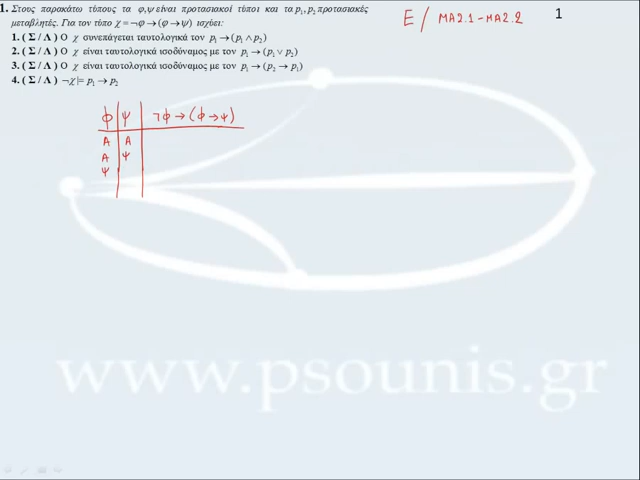 1. Στους παρακάτω τύπους τα φ,ψ είναι προτασιακοί τύποι και τα p₁, p₂ προτασιακές
μεταβλητές. Για τον τύπο χ = ¬φ → (φ → ψ) ισχύει:
1. ( Σ / Λ ) Ο χ συνεπάγεται ταυτολογικά τον p₁ → (p₁ ∧ p₂)
2. ( Σ / Λ ) Ο χ είναι ταυτολογικά ισοδύναμος με τον p₁ → (p₁ ∨ p₂)
3. ( Σ / Λ ) Ο χ είναι ταυτολογικά ισοδύναμος με τον p₁ → (p₂ → p₁)
4. ( Σ / Λ ) ¬χ |= p₁ → p₂
Ε / ΜΑ2.1-ΜΑ2.2
1
φ ψ ¬φ → (φ→ψ)
Α Α
Α Ψ
Ψ
www.psounis.gr